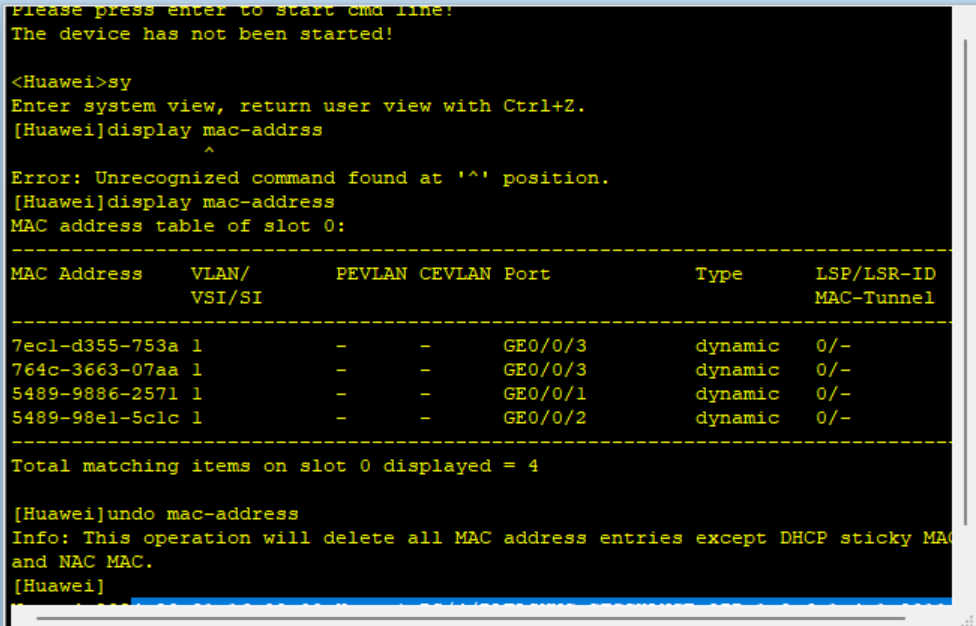 Please press enter to start cmd line!
The device has not been started!
<Huawei>sy
Enter system view, return user view with Ctrl+Z.
[Huawei]display mac-addrss
^
Error: Unrecognized command found at '^' position.
[Huawei]display mac-address
MAC address table of slot 0:
-------------------------------------------------------------------------------
MAC Address    VLAN/       PEVLAN CEVLAN Port            Type      LSP/LSR-ID
VSI/SI                                              MAC-Tunnel
-------------------------------------------------------------------------------
7ec1-d355-753a 1           -      -      GE0/0/3         dynamic   0/-
764c-3663-07aa 1           -      -      GE0/0/3         dynamic   0/-
5489-9886-2571 1           -      -      GE0/0/1         dynamic   0/-
5489-98e1-5c1c 1           -      -      GE0/0/2         dynamic   0/-
-------------------------------------------------------------------------------
Total matching items on slot 0 displayed = 4
[Huawei]undo mac-address
Info: This operation will delete all MAC address entries except DHCP sticky MAC
and NAC MAC.
[Huawei]